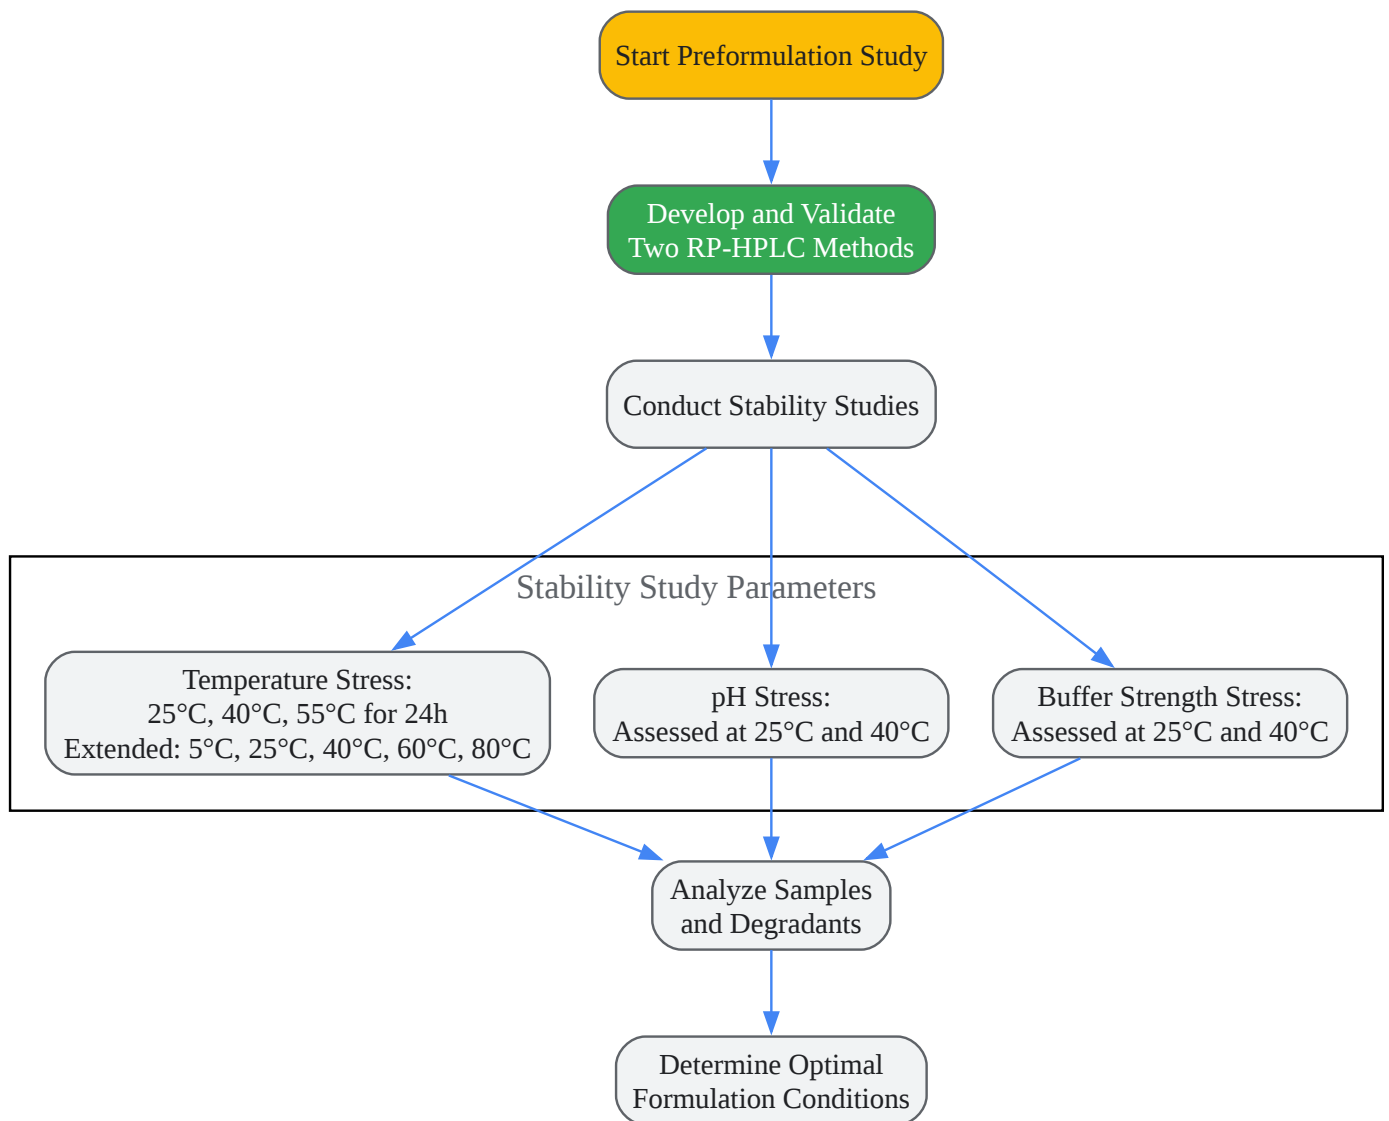 Start Preformulation Study
Develop and Validate
Two RP-HPLC Methods
Conduct Stability Studies
Stability Study Parameters
Temperature Stress:
25°C, 40°C, 55°C for 24h
Extended: 5°C, 25°C, 40°C, 60°C, 80°C
pH Stress:
Assessed at 25°C and 40°C
Buffer Strength Stress:
Assessed at 25°C and 40°C
Analyze Samples
and Degradants
Determine Optimal
Formulation Conditions